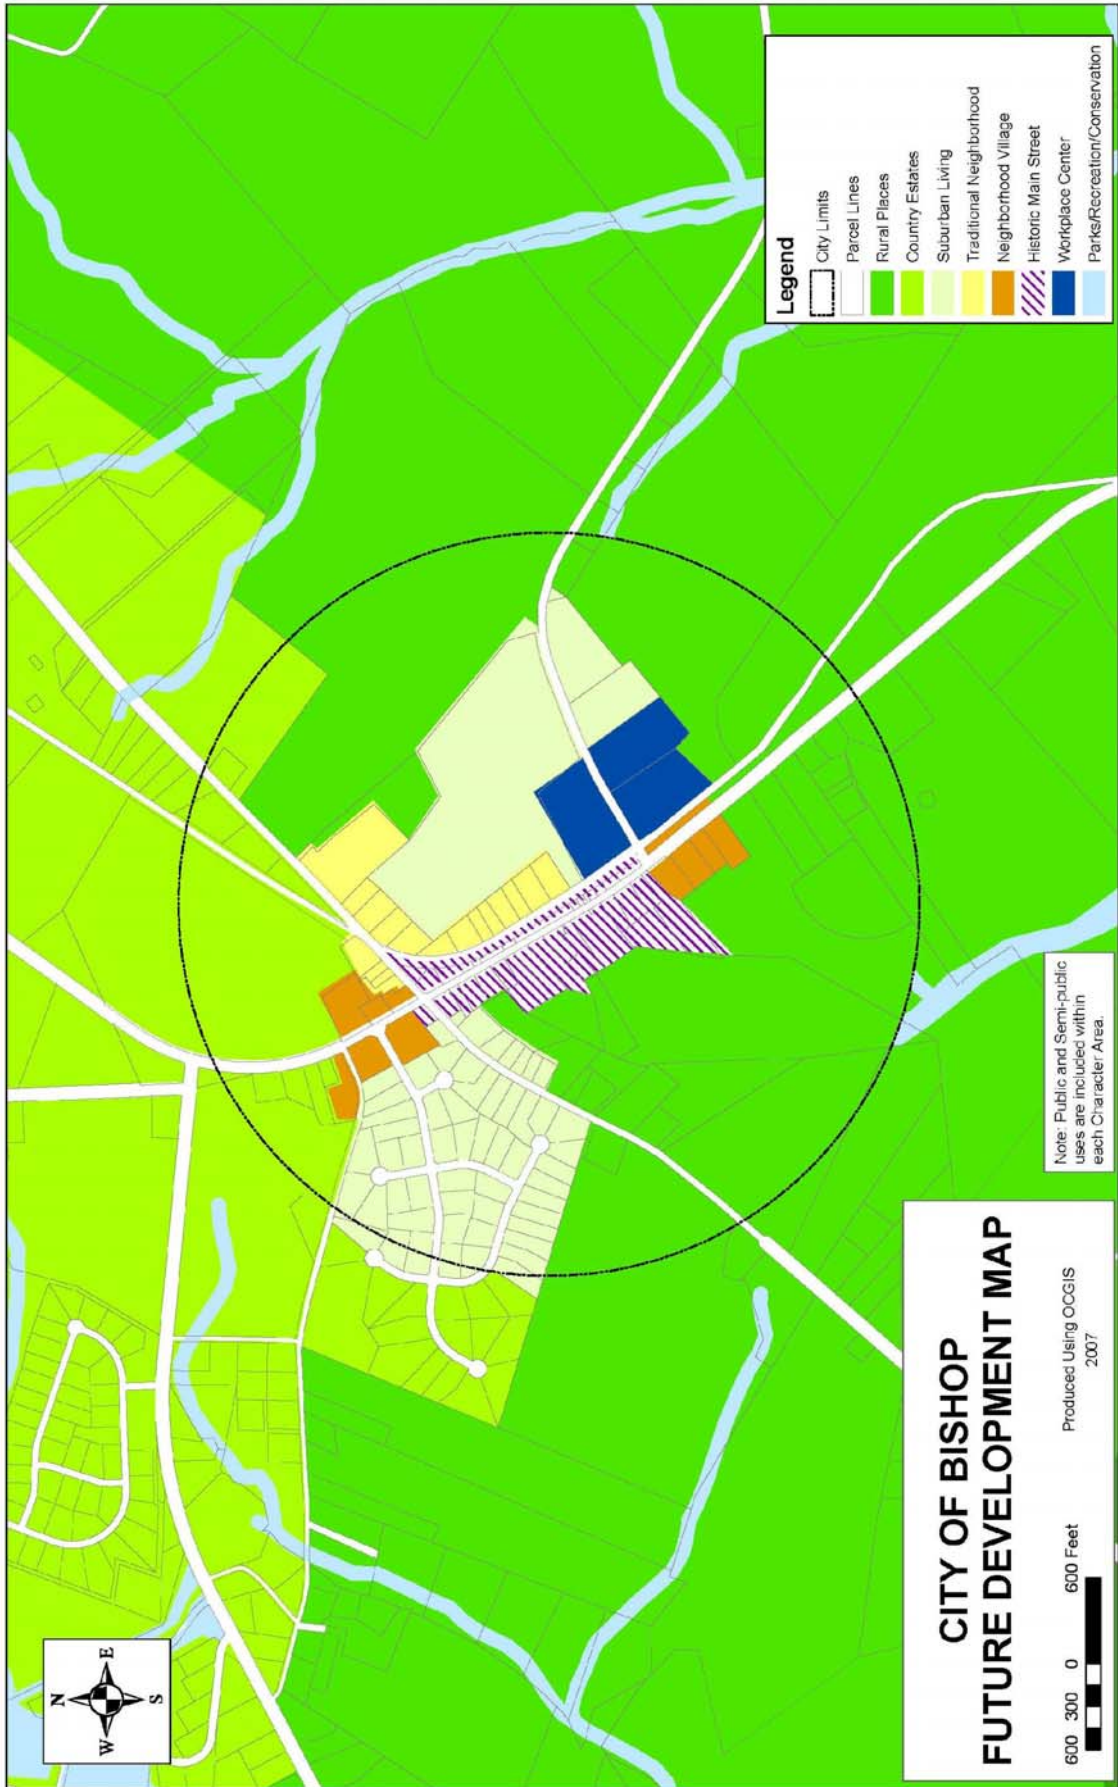 N
W E
S
Legend
City Limits
Parcel Lines
Rural Places
Country Estates
Suburban Living
Traditional Neighborhood
Neighborhood Village
Historic Main Street
Workplace Center
Parks/Recreation/Conservation
Note: Public and Semi-public
uses are included within
each Character Area.
CITY OF BISHOP
FUTURE DEVELOPMENT MAP
600 300 0 600 Feet
Produced Using OCGIS
2007